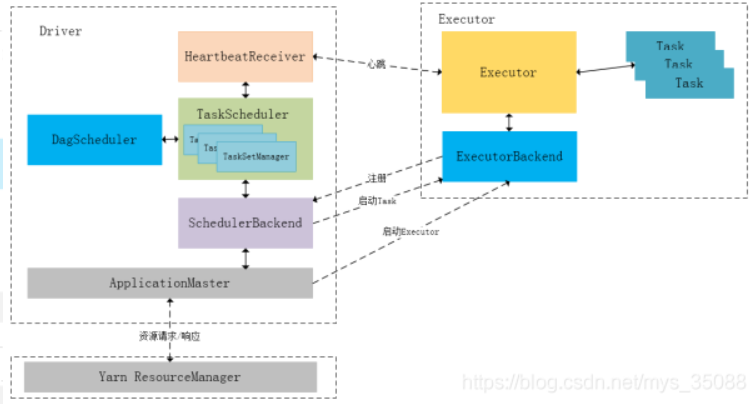 Driver
HeartbeatReceiver
TaskScheduler
TaskSetManager
DagScheduler
SchedulerBackend
ApplicationMaster
资源请求/响应
Yarn ResourceManager
心跳
注册
启动Task
启动Executor
Executor
Executor
Task
Task
Task
ExecutorBackend
https://blog.csdn.net/mys_35088